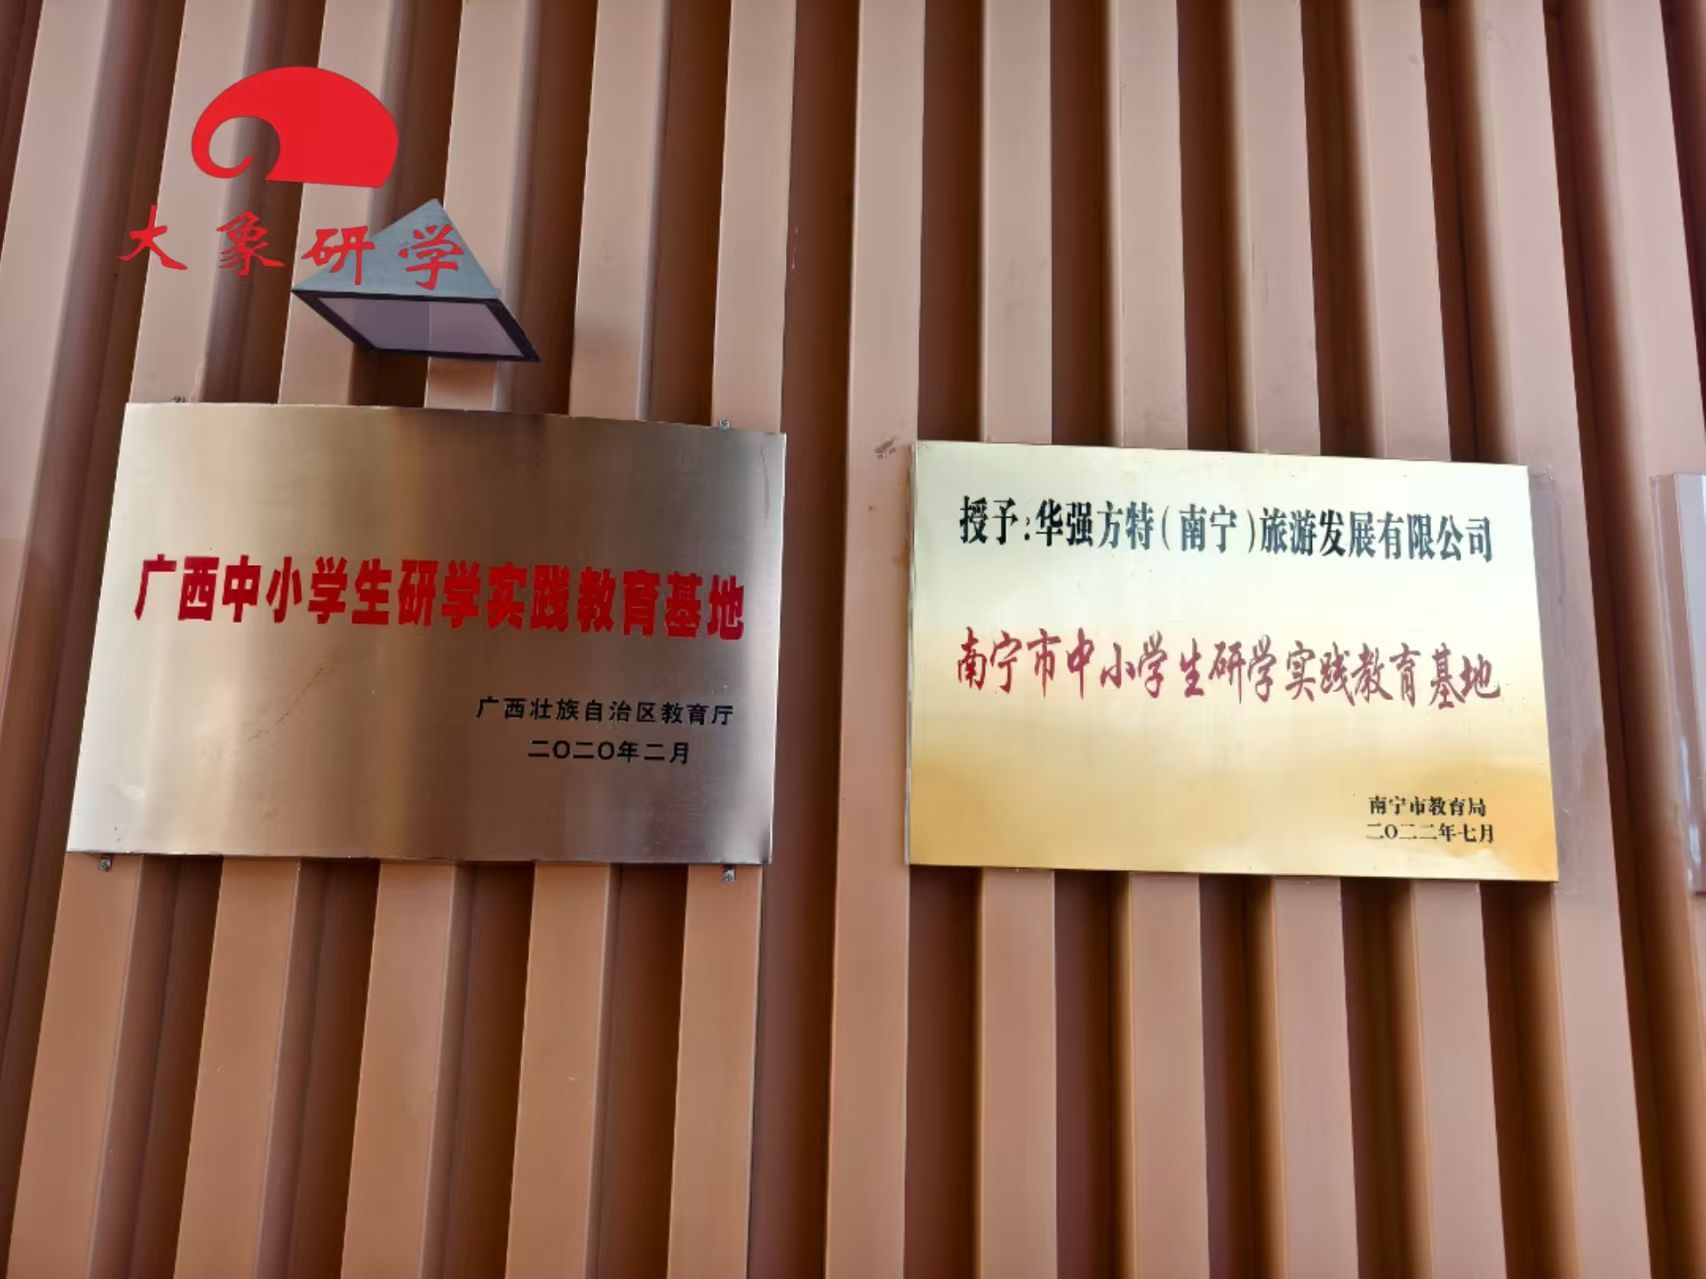 大象研学
广西中小学生研学实践教育基地
广西壮族自治区教育厅
二〇二〇年二月
授予:华强方特(南宁)旅游发展有限公司
南宁市中小学生研学实践教育基地
南宁市教育局
二〇二二年七月